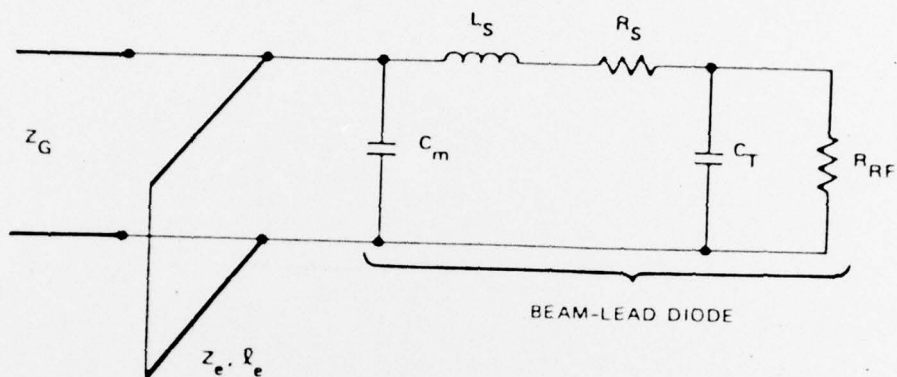 L_S
R_S
Z_G
C_m
C_T
R_RF
BEAM-LEAD DIODE
Z_e, ℓ_e